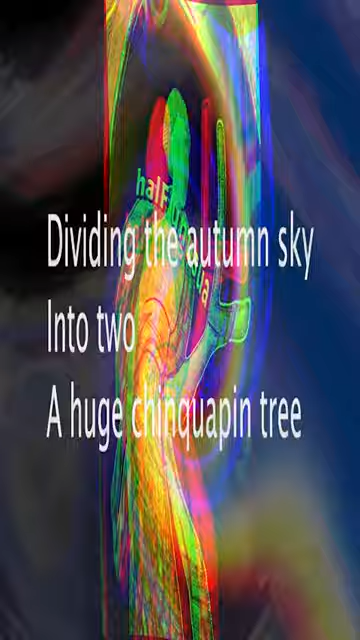 Dividing the autumn sky
Into two
A huge chinquapin tree